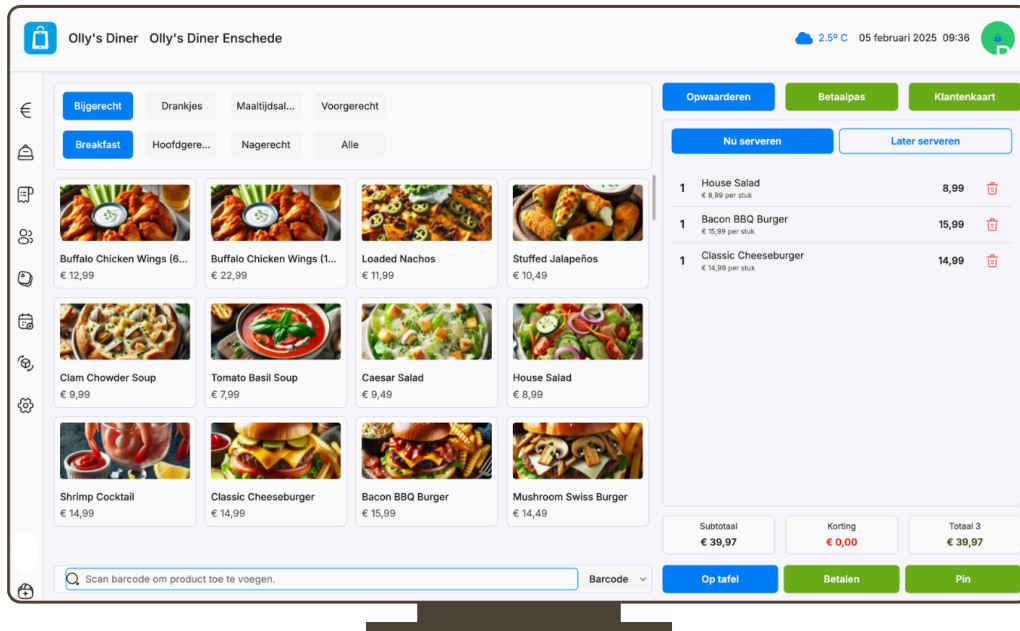 Olly's Diner Olly's Diner Enschede
2.5° C 05 februari 2025 09:36
Bijgerecht Drankjes Maaltijdsal... Voorgerecht
Breakfast Hoofdgere... Nagerecht Alle
Opwaarderen Betaalpas Klantenkaart
Nu serveren Later serveren
1 House Salad 8,99
€ 8,99 per stuk
1 Bacon BBQ Burger 15,99
€ 15,99 per stuk
1 Classic Cheeseburger 14,99
€ 14,99 per stuk
Buffalo Chicken Wings (6... Buffalo Chicken Wings (1... Loaded Nachos Stuffed Jalapeños
€ 12,99 € 22,99 € 11,99 € 10,49
Clam Chowder Soup Tomato Basil Soup Caesar Salad House Salad
€ 9,99 € 7,99 € 9,49 € 8,99
Shrimp Cocktail Classic Cheeseburger Bacon BBQ Burger Mushroom Swiss Burger
€ 14,99 € 14,99 € 15,99 € 14,49
Subtotaal Korting Totaal 3
€ 39,97 € 0,00 € 39,97
Scan barcode om product toe te voegen. Barcode
Op tafel Betalen Pin